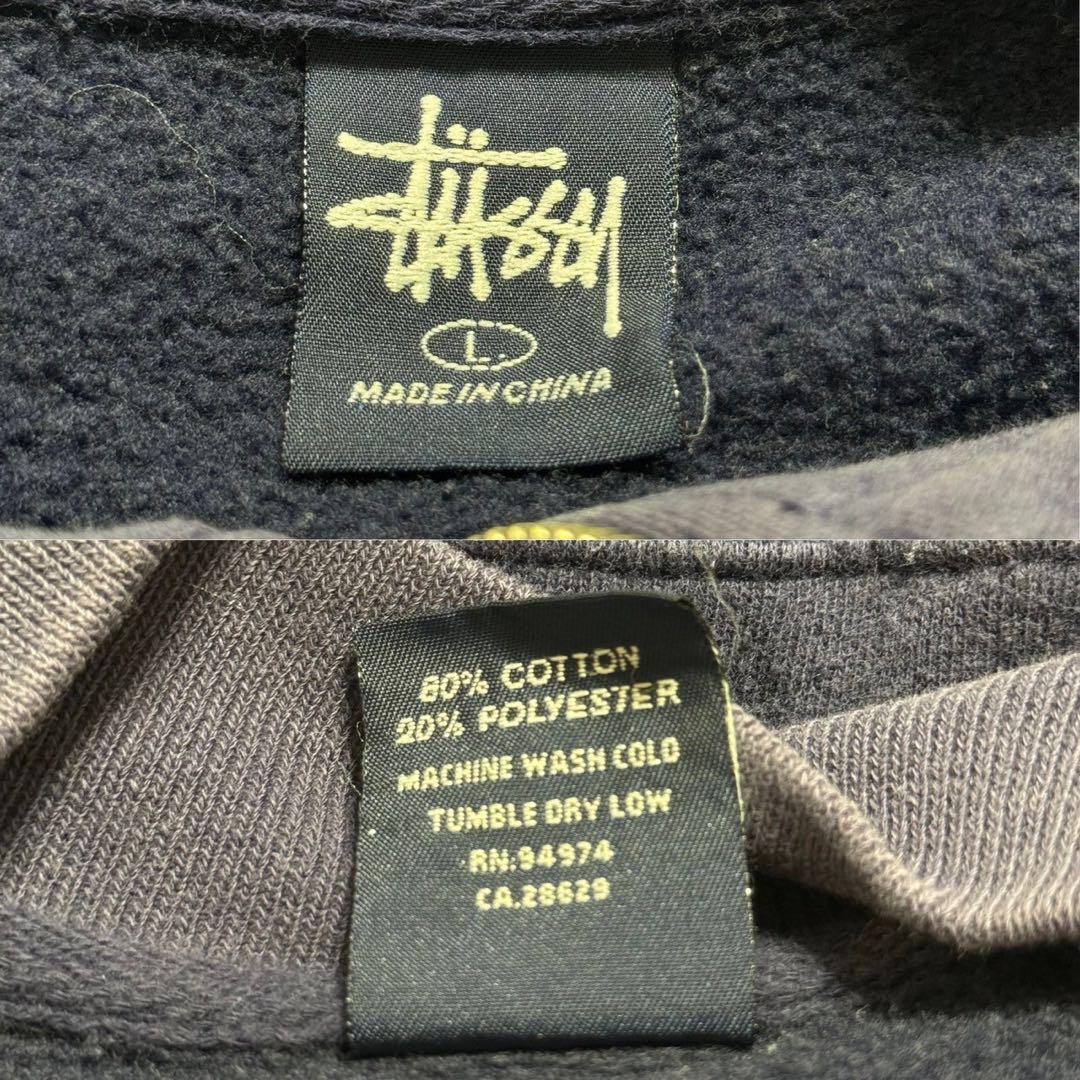 Stüssy
L
MADE IN CHINA
80% COTTON
20% POLYESTER
MACHINE WASH COLD
TUMBLE DRY LOW
RN:94974
CA.28629